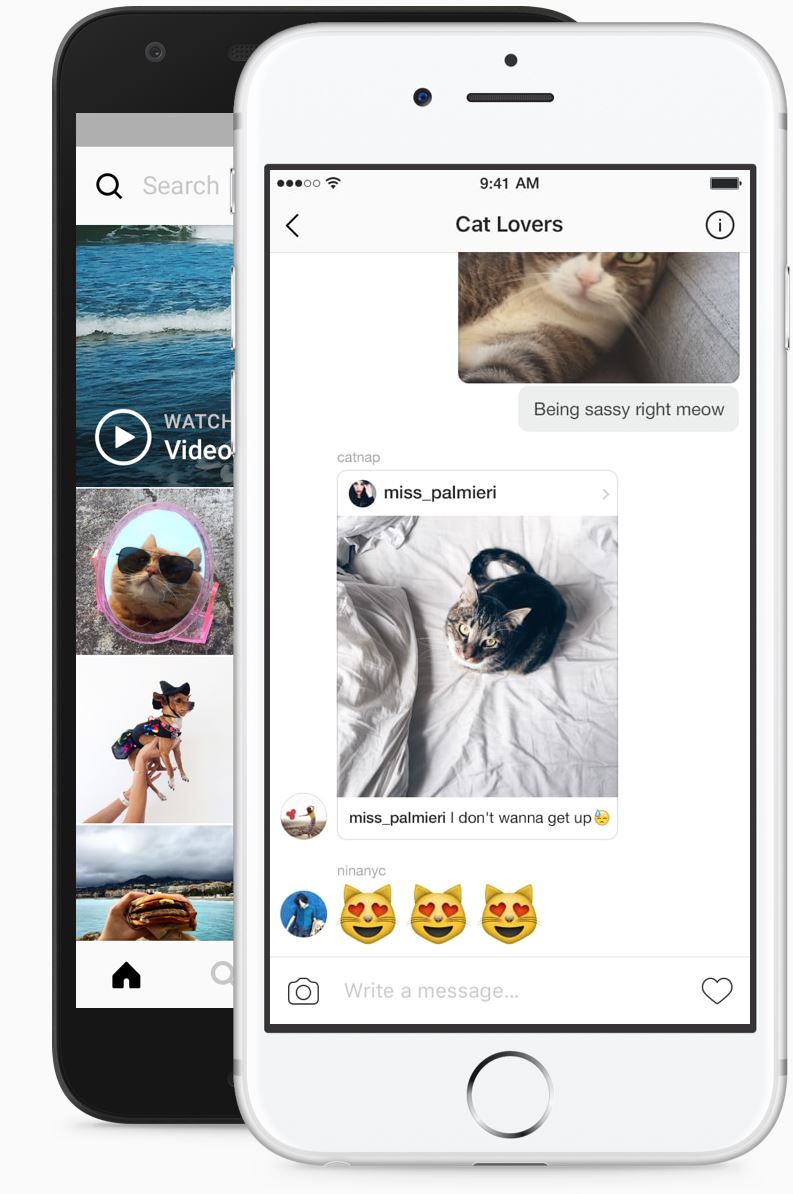 Search
WATCH
Video
9:41 AM
Cat Lovers
Being sassy right meow
catnap
miss_palmieri
miss_palmieri I don't wanna get up😓
ninanyc
😻 😻 😻
Write a message...